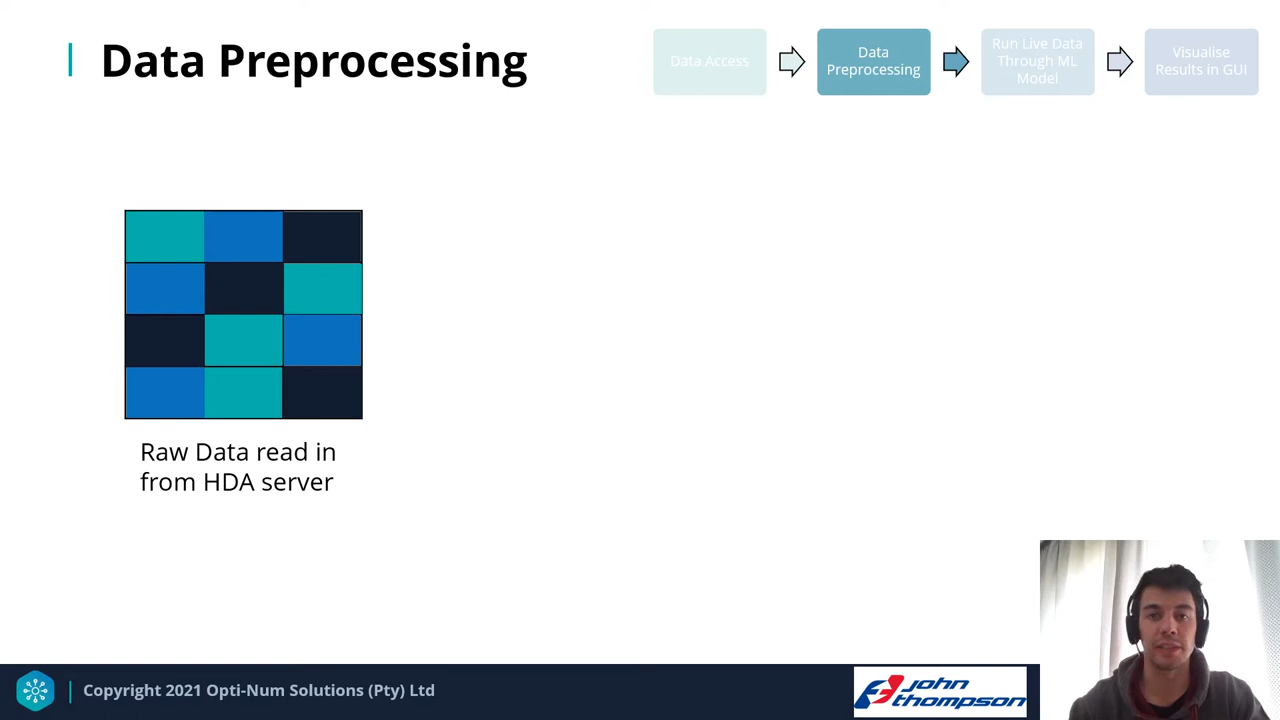 Data Preprocessing
Data Access
Data
Preprocessing
Run Live Data
Through ML
Model
Visualise
Results in GUI
Raw Data read in
from HDA server
Copyright 2021 Opti-Num Solutions (Pty) Ltd
john
thompson